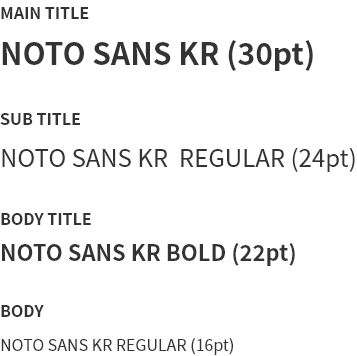 MAIN TITLE
NOTO SANS KR (30pt)
SUB TITLE
NOTO SANS KR  REGULAR (24pt)
BODY TITLE
NOTO SANS KR BOLD (22pt)
BODY
NOTO SANS KR REGULAR (16pt)